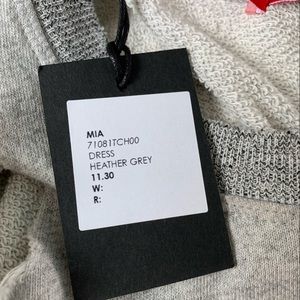 MIA
71081TCH00
DRESS
HEATHER GREY
11.30
W:
R: